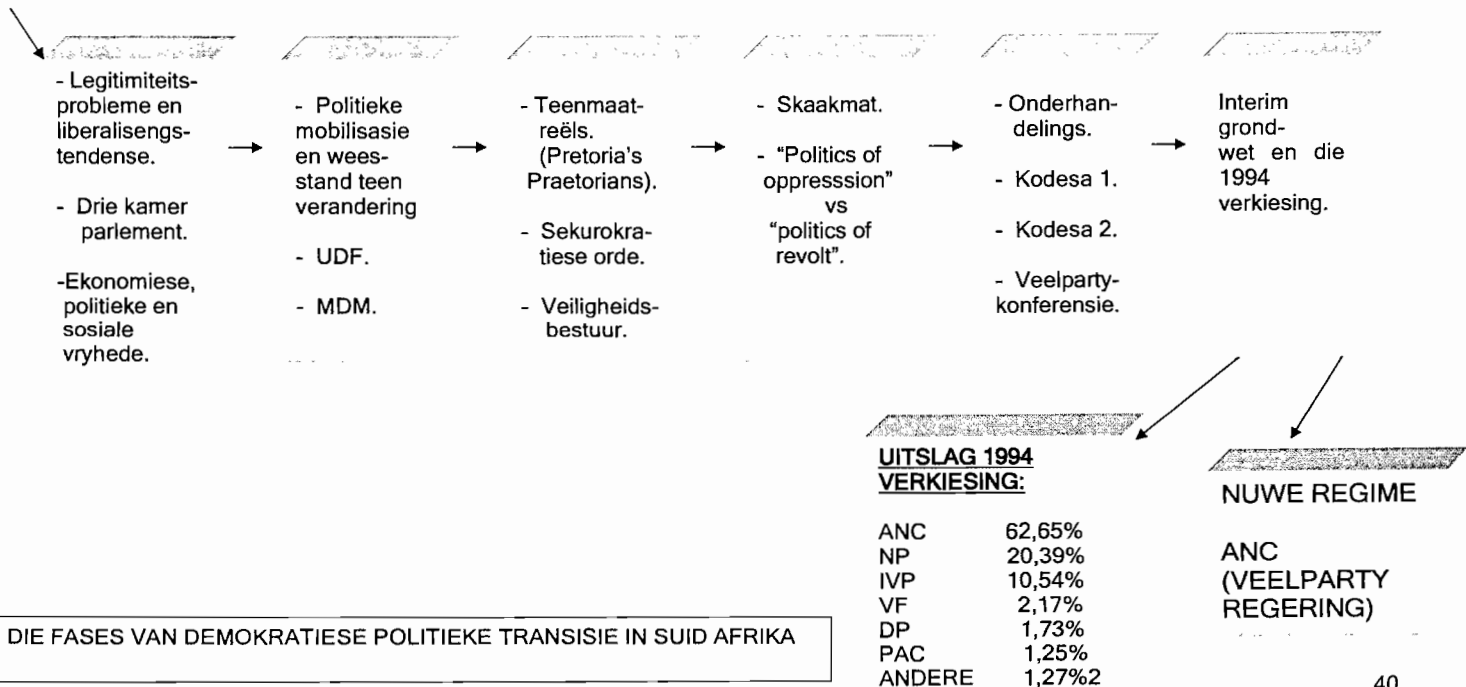 - Legitimiteits-
probleme en
liberalisengs-
tendense.
- Drie kamer
parlement.
-Ekonomiese,
politieke en
sosiale
vryhede.
- Politieke
mobilisasie
en wees-
stand teen
verandering
- UDF.
- MDM.
- Teenmaat-
reëls.
(Pretoria's
Praetorians).
- Sekurokra-
tiese orde.
- Veiligheids-
bestuur.
- Skaakmat.
- “Politics of
oppresssion”
vs
“politics of
revolt”.
- Onderhan-
delings.
- Kodesa 1.
- Kodesa 2.
- Veelparty-
konferensie.
Interim
grond-
wet en die
1994
verkiesing.
UITSLAG 1994
VERKIESING:
ANC 62,65%
NP 20,39%
IVP 10,54%
VF 2,17%
DP 1,73%
PAC 1,25%
ANDERE 1,27%2
NUWE REGIME
ANC
(VEELPARTY
REGERING)
DIE FASES VAN DEMOKRATIESE POLITIEKE TRANSISIE IN SUID AFRIKA
40